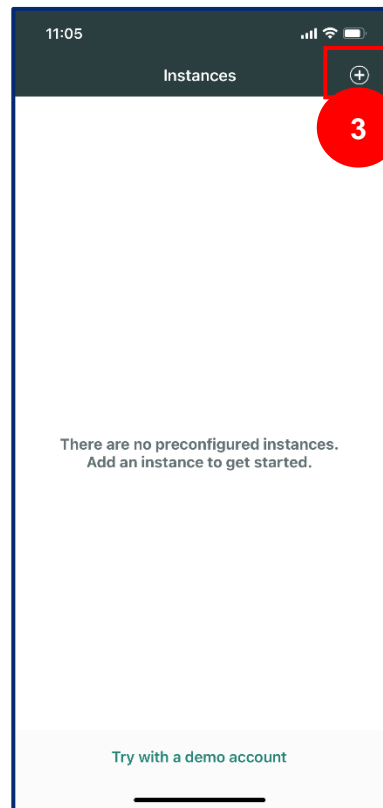 11:05
Instances
3
There are no preconfigured instances.
Add an instance to get started.
Try with a demo account